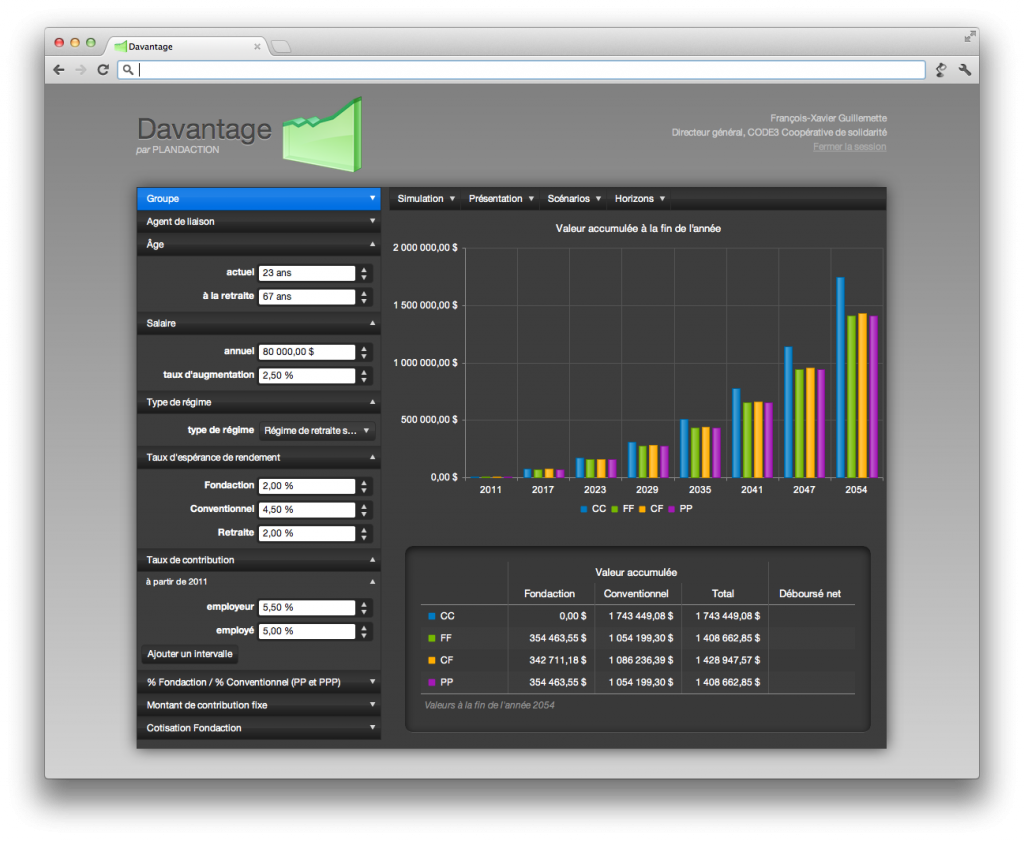 Davantage
Davantage
par PLANDACTION
François-Xavier Guillemette
Directeur général, CODE3 Coopérative de solidarité
Fermer la session
Groupe
Agent de liaison
Âge
actuel 23 ans
à la retraite 67 ans
Salaire
annuel 80 000,00 $
taux d'augmentation 2,50 %
Type de régime
type de régime Régime de retraite s...
Taux d'espérance de rendement
Fondaction 2,00 %
Conventionnel 4,50 %
Retraite 2,00 %
Taux de contribution
à partir de 2011
employeur 5,50 %
employé 5,00 %
Ajouter un intervalle
% Fondaction / % Conventionnel (PP et PPP)
Montant de contribution fixe
Cotisation Fondaction
Simulation Présentation Scénarios Horizons
Valeur accumulée à la fin de l'année
2 000 000,00 $
1 500 000,00 $
1 000 000,00 $
500 000,00 $
0,00 $
2011 2017 2023 2029 2035 2041 2047 2054
CC FF CF PP
Valeur accumulée
Fondaction Conventionnel Total Déboursé net
CC 0,00 $ 1 743 449,08 $ 1 743 449,08 $
FF 354 463,55 $ 1 054 199,30 $ 1 408 662,85 $
CF 342 711,18 $ 1 086 236,39 $ 1 428 947,57 $
PP 354 463,55 $ 1 054 199,30 $ 1 408 662,85 $
Valeurs à la fin de l'année 2054